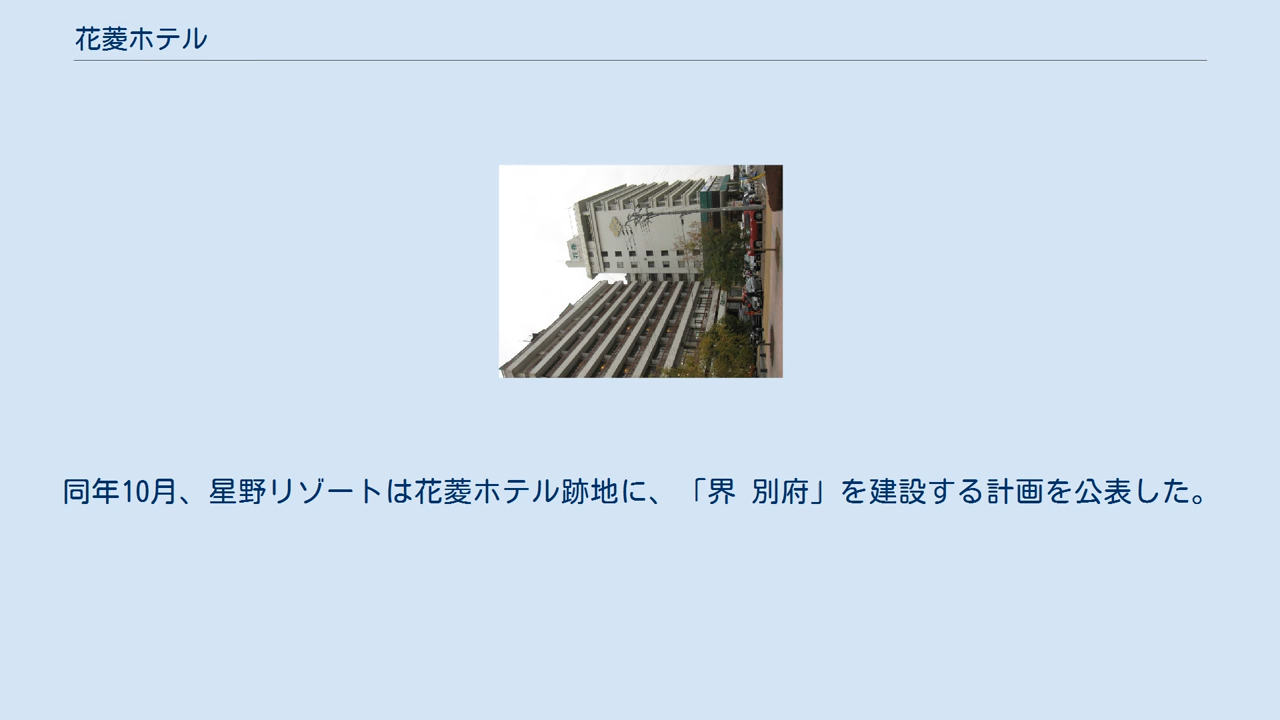 花菱ホテル
同年10月、星野リゾートは花菱ホテル跡地に、「界 別府」を建設する計画を公表した。